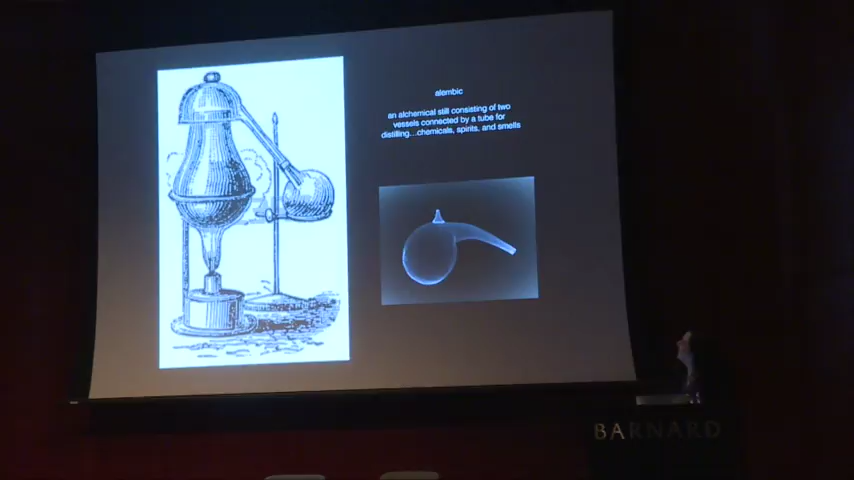 alembic
an alchemical still consisting of two
vessels connected by a tube for
distilling....chemicals, spirits, and smells
BARNARD